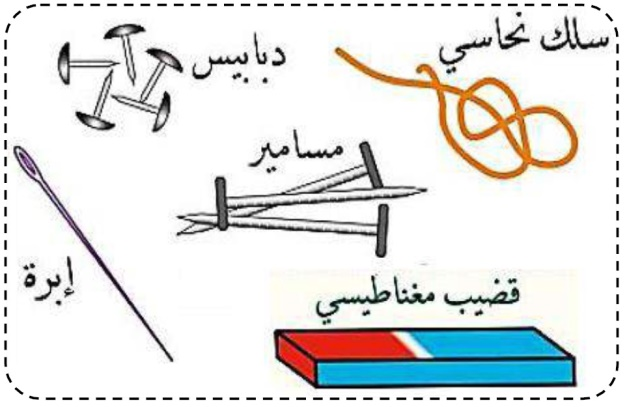 سلك نحاسي
دبابيس
مسامير
إبرة
قضيب مغناطيسي